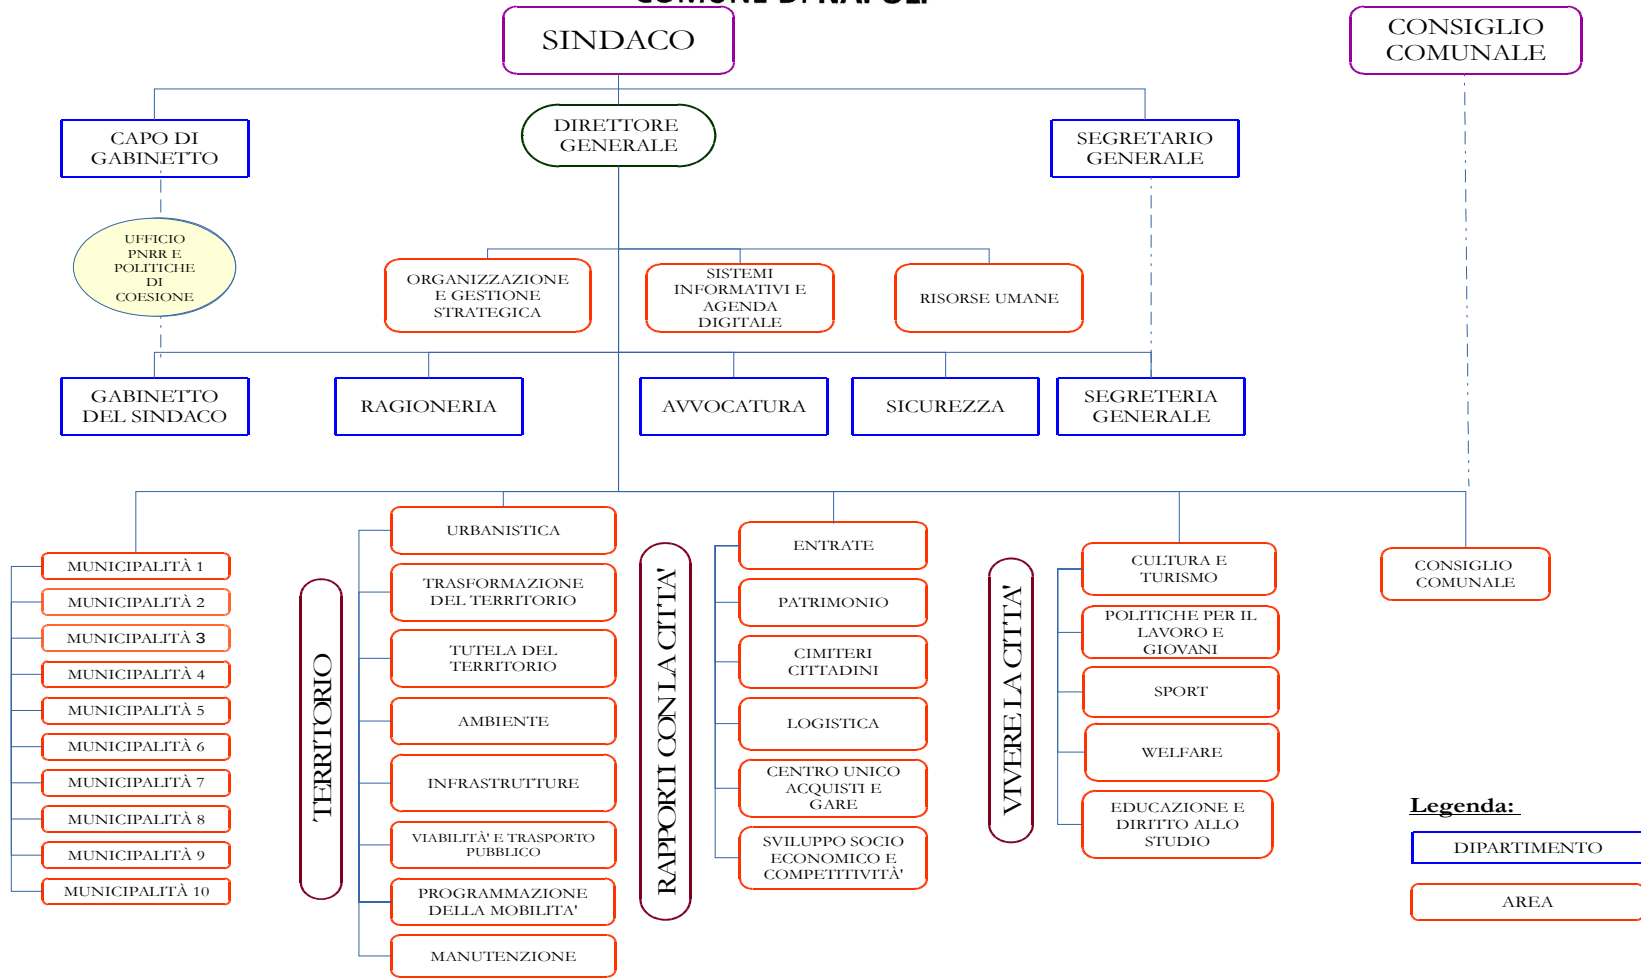 COMUNE DI NAPOLI
SINDACO
CONSIGLIO
COMUNALE
CAPO DI
GABINETTO
DIRETTORE
GENERALE
SEGRETARIO
GENERALE
UFFICIO
PNRR E
POLITICHE
DI
COESIONE
ORGANIZZAZIONE
E GESTIONE
STRATEGICA
SISTEMI
INFORMATIVI E
AGENDA
DIGITALE
RISORSE UMANE
GABINETTO
DEL SINDACO
RAGIONERIA
AVVOCATURA
SICUREZZA
SEGRETERIA
GENERALE
MUNICIPALITÀ 1
MUNICIPALITÀ 2
MUNICIPALITÀ 3
MUNICIPALITÀ 4
MUNICIPALITÀ 5
MUNICIPALITÀ 6
MUNICIPALITÀ 7
MUNICIPALITÀ 8
MUNICIPALITÀ 9
MUNICIPALITÀ 10
TERRITORIO
URBANISTICA
TRASFORMAZIONE
DEL TERRITORIO
TUTELA DEL
TERRITORIO
AMBIENTE
INFRASTRUTTURE
VIABILITÀ' E TRASPORTO
PUBBLICO
PROGRAMMAZIONE
DELLA MOBILITA'
MANUTENZIONE
RAPPORTI CON LA CITTA'
ENTRATE
PATRIMONIO
CIMITERI
CITTADINI
LOGISTICA
CENTRO UNICO
ACQUISTI E
GARE
SVILUPPO SOCIO
ECONOMICO E
COMPETITIVITÀ'
VIVERE LA CITTA'
CULTURA E
TURISMO
POLITICHE PER IL
LAVORO E
GIOVANI
SPORT
WELFARE
EDUCAZIONE E
DIRITTO ALLO
STUDIO
CONSIGLIO
COMUNALE
Legenda:
DIPARTIMENTO
AREA